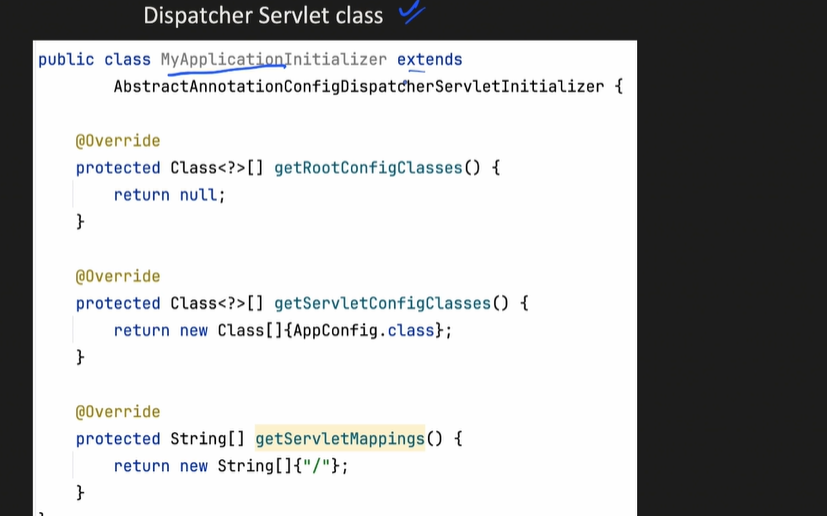 Dispatcher Servlet class
public class MyApplicationInitializer extends
AbstractAnnotationConfigDispatcherServletInitializer {
@Override
protected Class<?>[] getRootConfigClasses() {
return null;
}
@Override
protected Class<?>[] getServletConfigClasses() {
return new Class[]{AppConfig.class};
}
@Override
protected String[] getServletMappings() {
return new String[]{"/"};
}